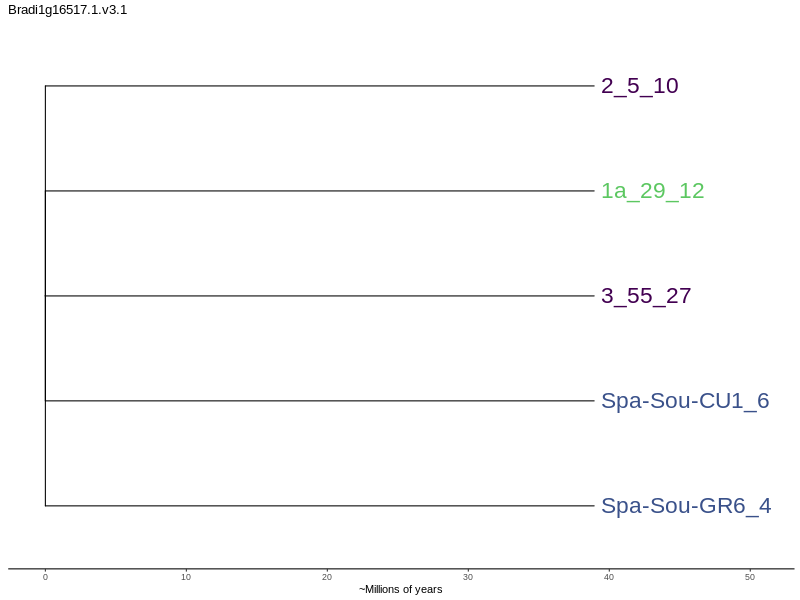 Bradi1g16517.1.v3.1
2_5_10
1a_29_12
3_55_27
Spa-Sou-CU1_6
Spa-Sou-GR6_4
0 10 20 30 40 50
~Millions of years